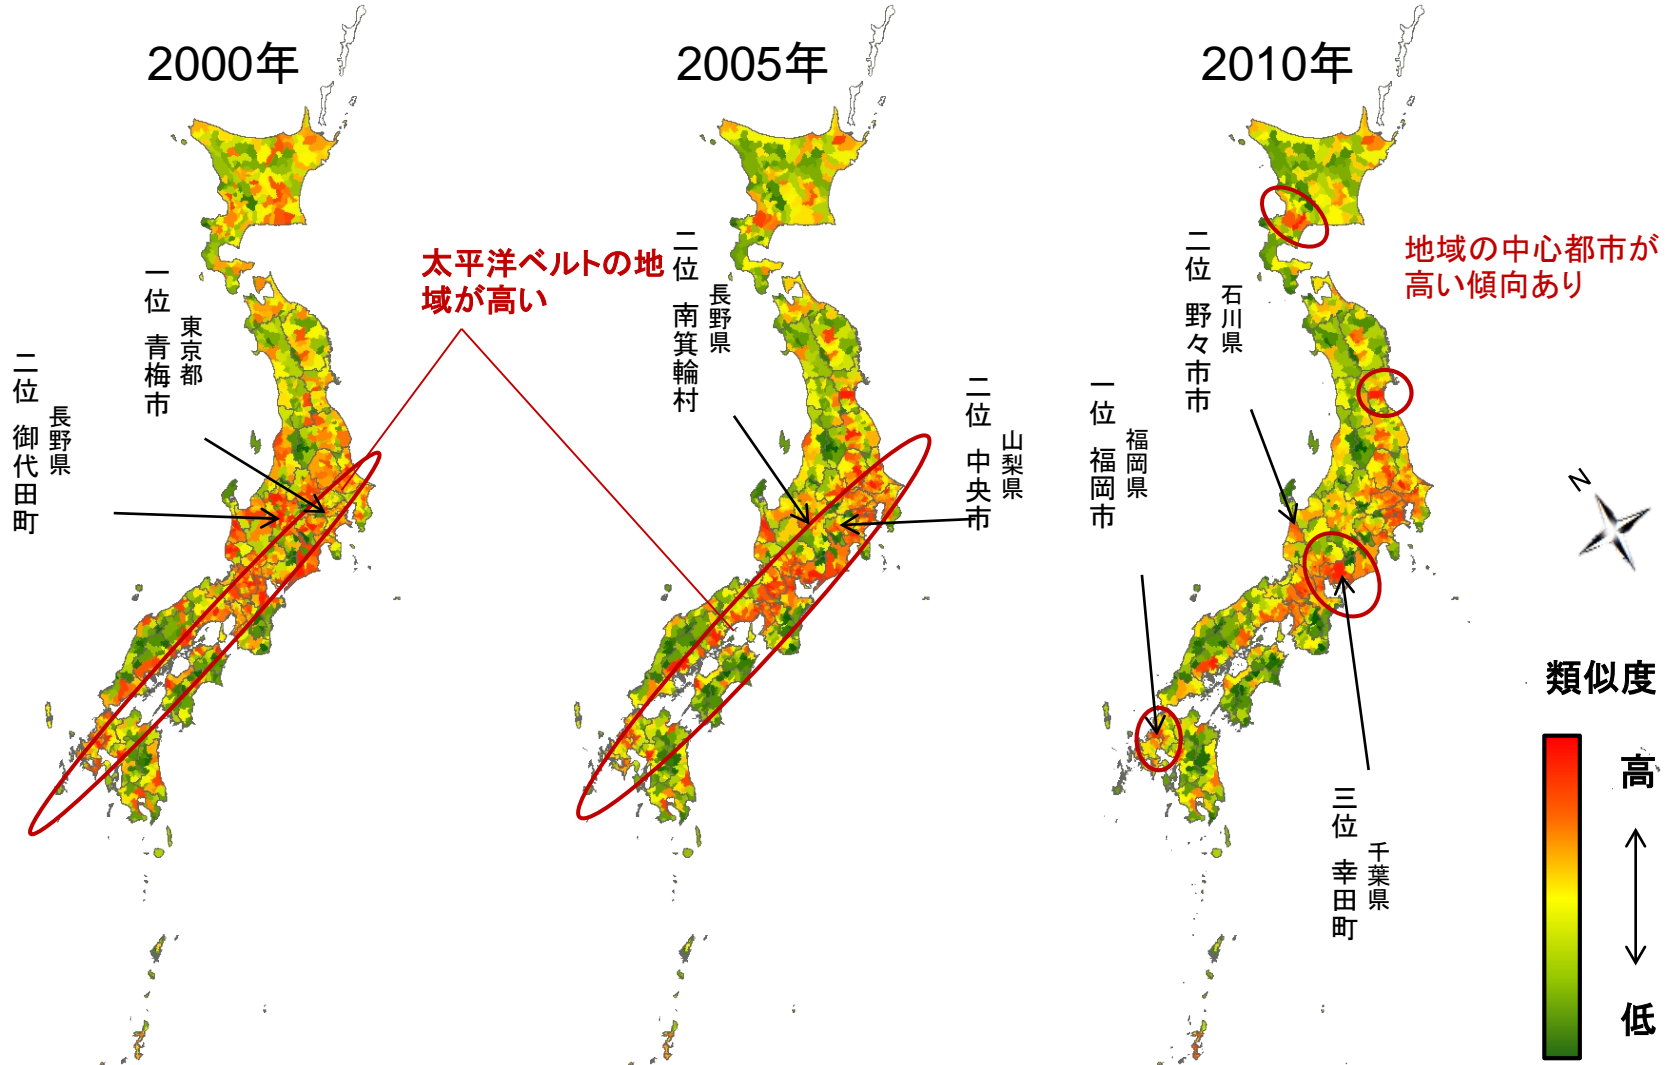 2000年
2005年
2010年
太平洋ベルトの地
域が高い
地域の中心都市が
高い傾向あり
二位 御代田町
長野県
一位 青梅市
東京都
二位 南箕輪村
長野県
二位 中央市
山梨県
一位 福岡市
福岡県
二位 野々市市
石川県
三位 幸田町
千葉県
N
類似度
高
低